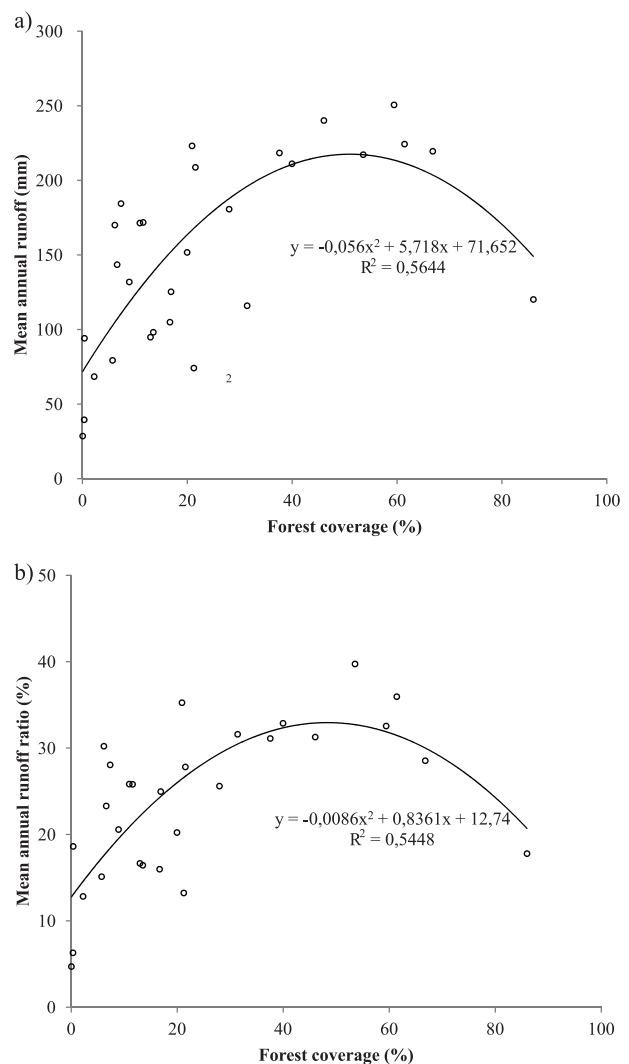 a)
300
250
200
150
100
50
0
Mean annual runoff (mm)
y = -0,056x² + 5,718x + 71,652
R² = 0,5644
2
0 20 40 60 80 100
Forest coverage (%)
b)
50
40
30
20
10
0
Mean annual runoff ratio (%)
y = -0,0086x² + 0,8361x + 12,74
R² = 0,5448
0 20 40 60 80 100
Forest coverage (%)